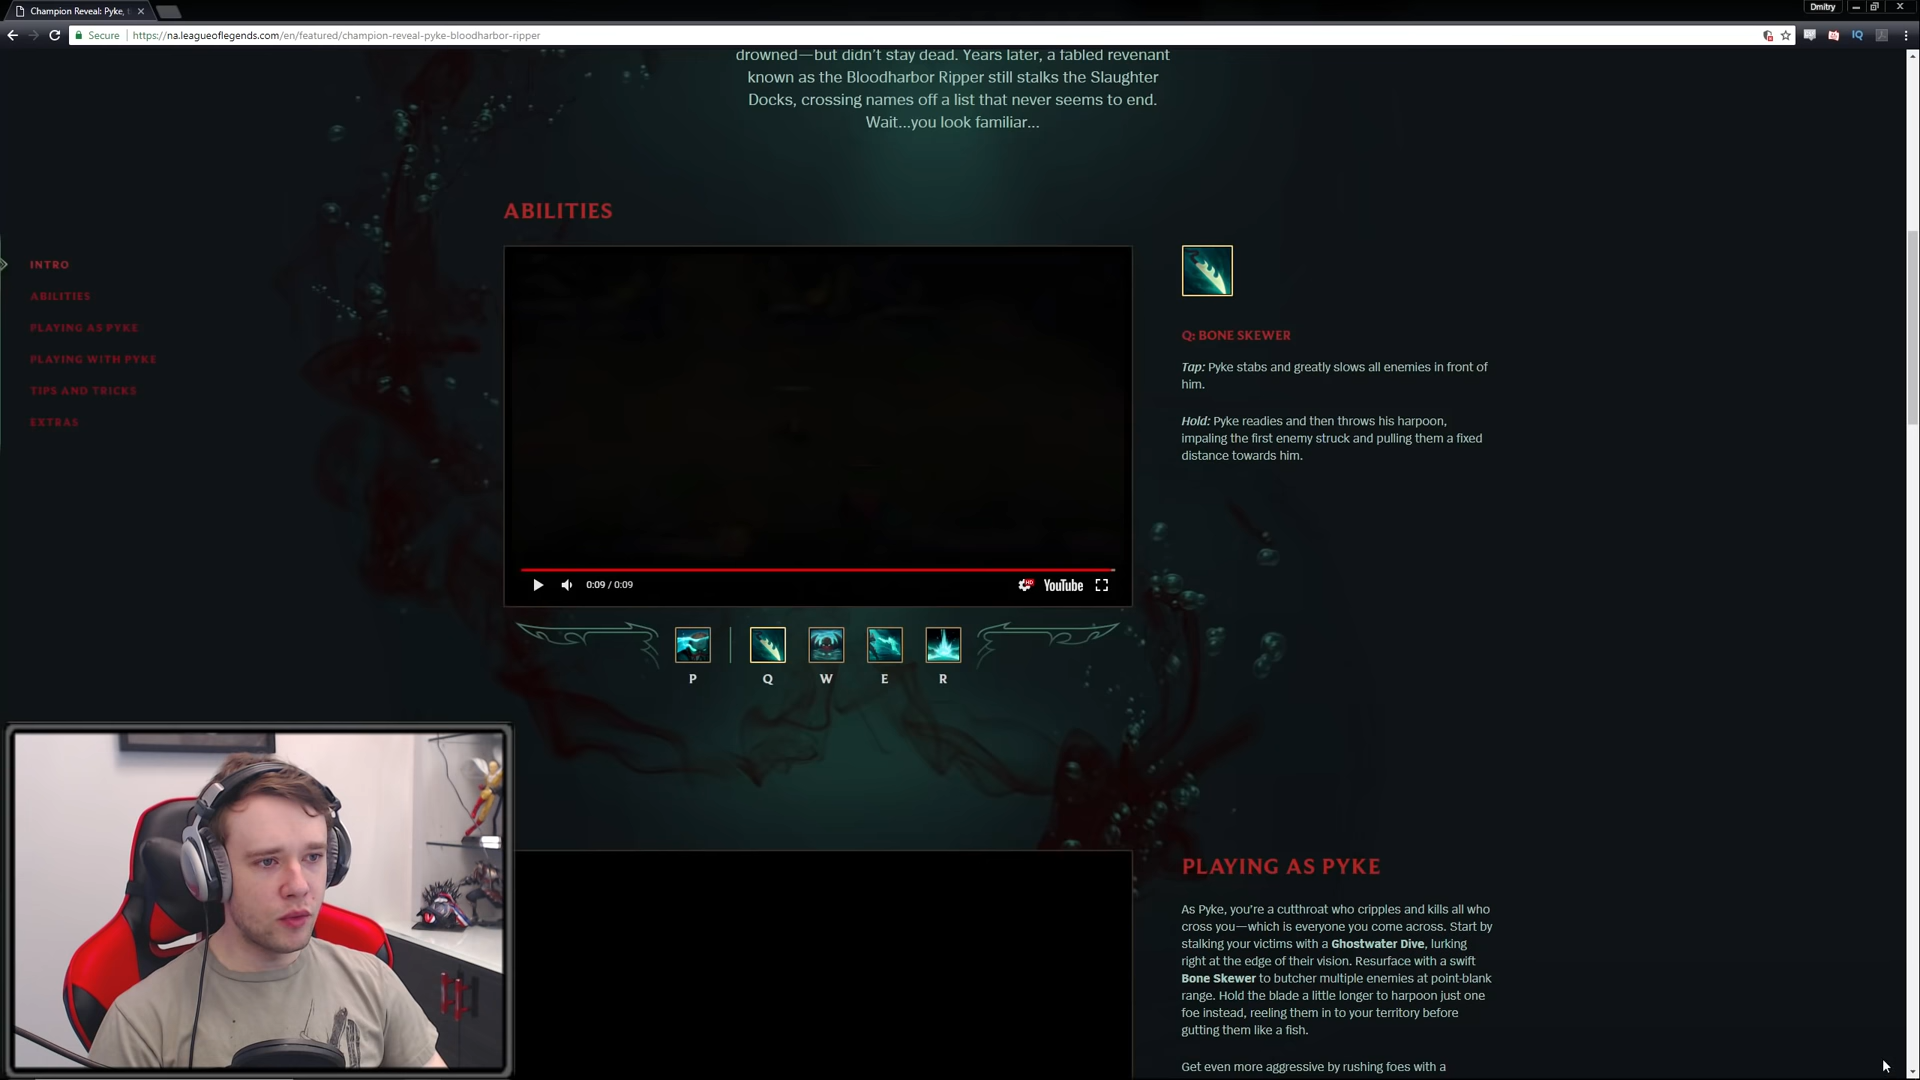 Champion Reveal: Pyke, t
Dmitry
Secure
https://na.leagueoflegends.com/en/featured/champion-reveal-pyke-bloodharbor-ripper
IQ
drowned—but didn't stay dead. Years later, a fabled revenant
known as the Bloodharbor Ripper still stalks the Slaughter
Docks, crossing names off a list that never seems to end.
Wait...you look familiar...
ABILITIES
INTRO
ABILITIES
PLAYING AS PYKE
PLAYING WITH PYKE
TIPS AND TRICKS
EXTRAS
0:09 / 0:09
HD
YouTube
P
Q
W
E
R
Q: BONE SKEWER
Tap: Pyke stabs and greatly slows all enemies in front of
him.
Hold: Pyke readies and then throws his harpoon,
impaling the first enemy struck and pulling them a fixed
distance towards him.
PLAYING AS PYKE
As Pyke, you're a cutthroat who cripples and kills all who
cross you—which is everyone you come across. Start by
stalking your victims with a Ghostwater Dive, lurking
right at the edge of their vision. Resurface with a swift
Bone Skewer to butcher multiple enemies at point-blank
range. Hold the blade a little longer to harpoon just one
foe instead, reeling them in to your territory before
gutting them like a fish.
Get even more aggressive by rushing foes with a